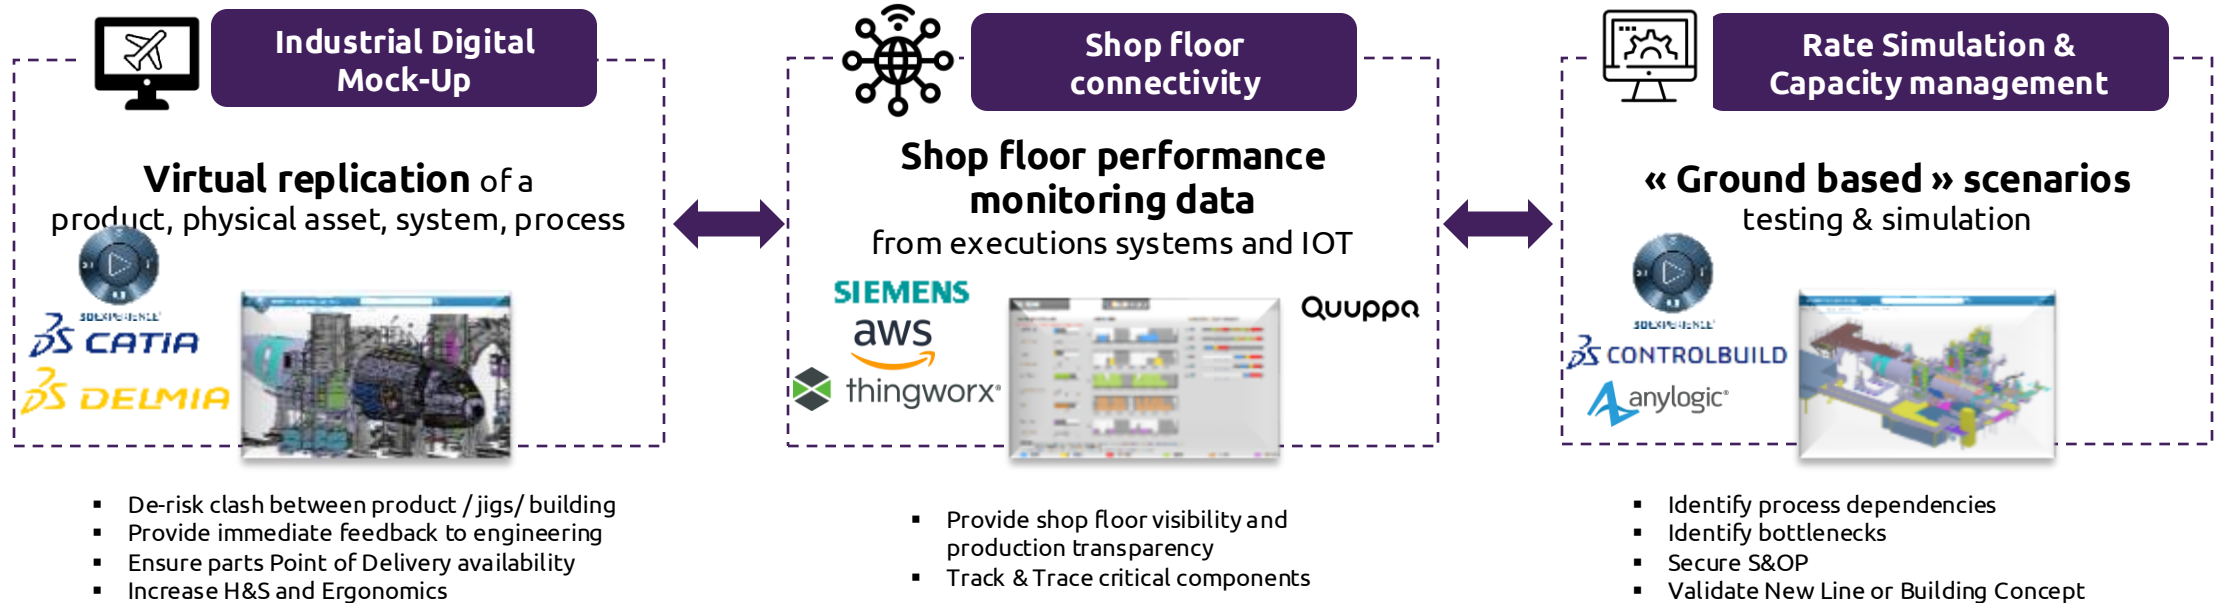 Industrial Digital
Mock-Up
Virtual replication of a
product, physical asset, system, process
3DEXPERIENCE
CATIA
DELMIA
De-risk clash between product / jigs/ building
Provide immediate feedback to engineering
Ensure parts Point of Delivery availability
Increase H&S and Ergonomics
Shop floor
connectivity
Shop floor performance
monitoring data
from executions systems and IOT
SIEMENS
aws
thingworx®
Quuppa
Provide shop floor visibility and
production transparency
Track & Trace critical components
Rate Simulation &
Capacity management
« Ground based » scenarios
testing & simulation
3DEXPERIENCE
CONTROLBUILD
anylogic®
Identify process dependencies
Identify bottlenecks
Secure S&OP
Validate New Line or Building Concept